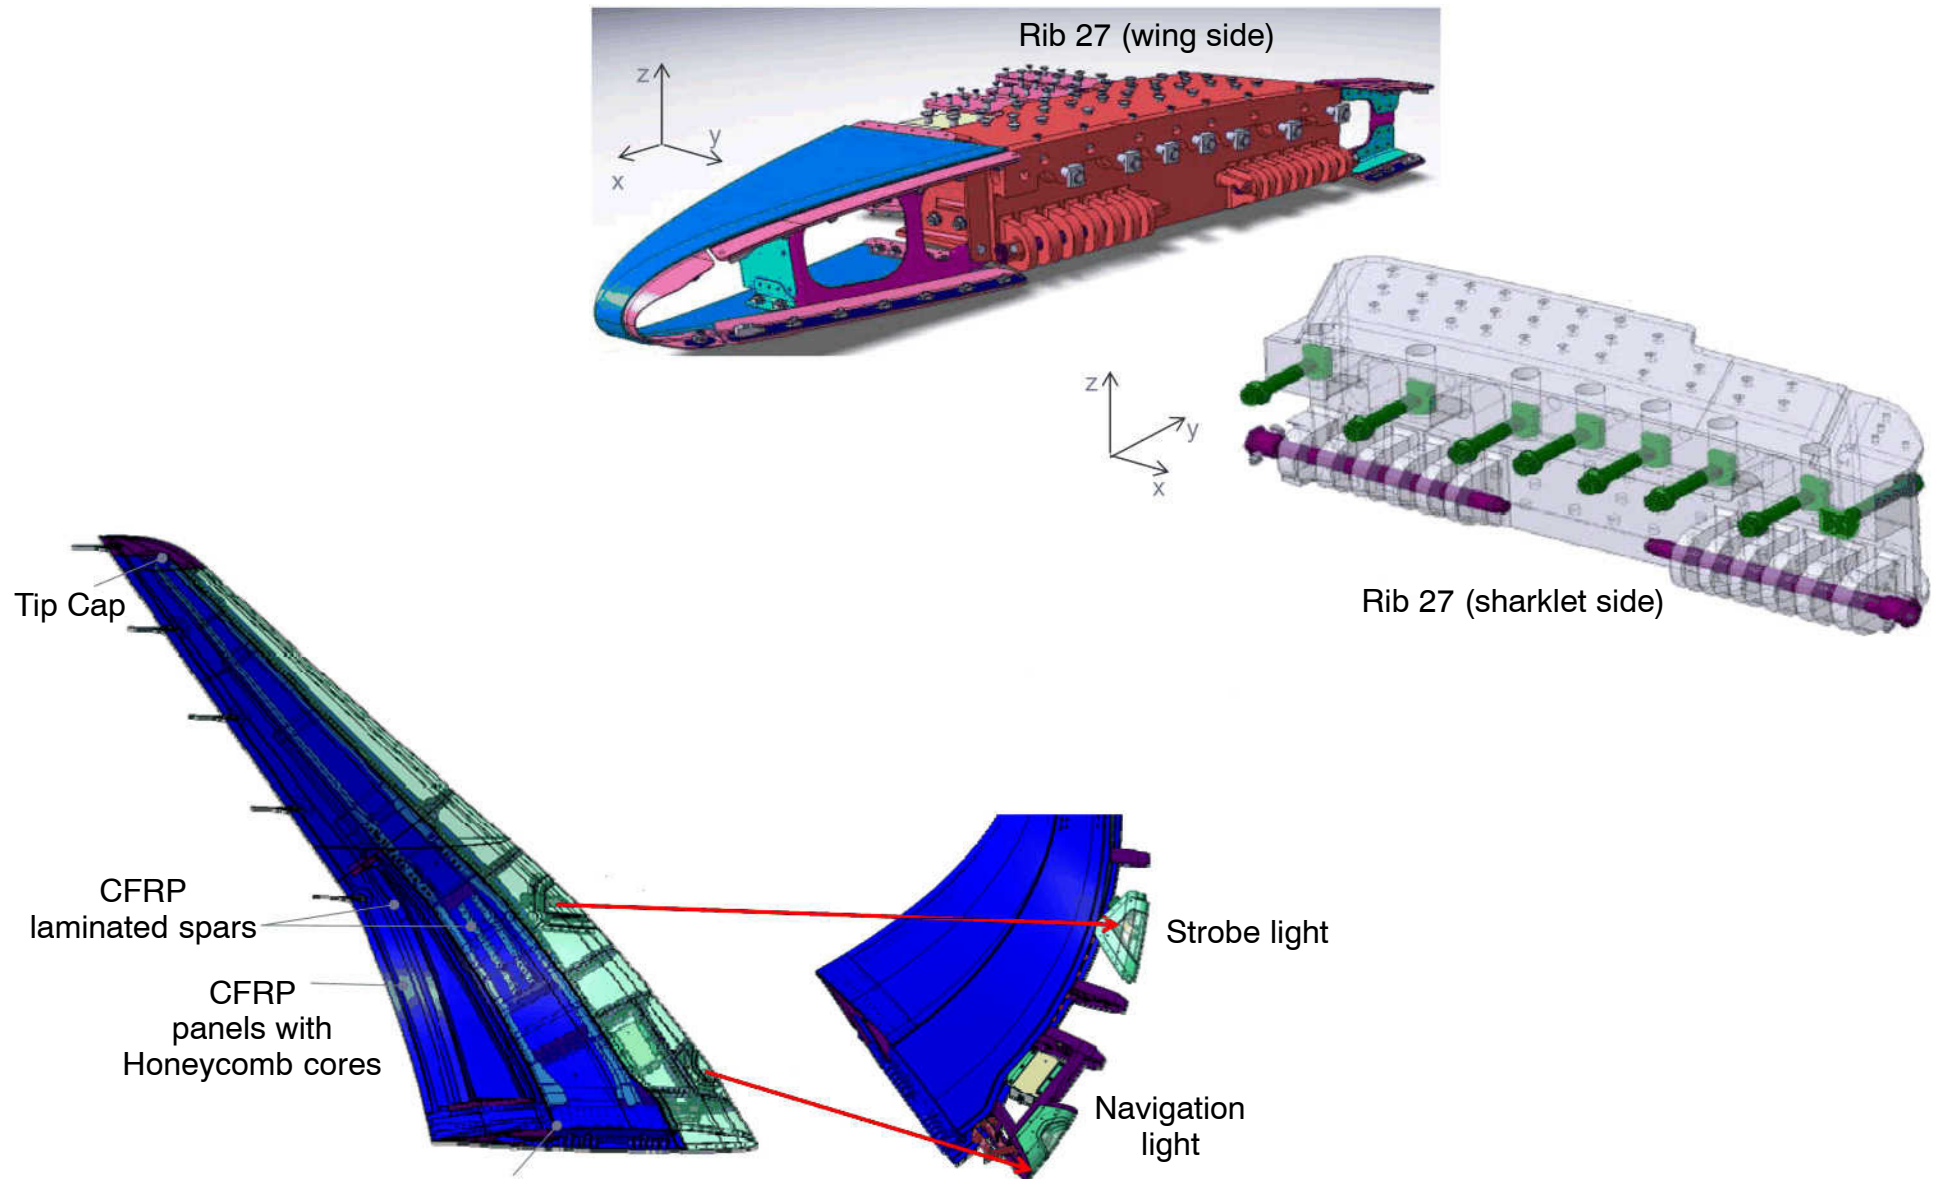 Rib 27 (wing side)
z
y
x
z
y
x
Rib 27 (sharklet side)
Tip Cap
CFRP
laminated spars
CFRP
panels with
Honeycomb cores
Strobe light
Navigation
light